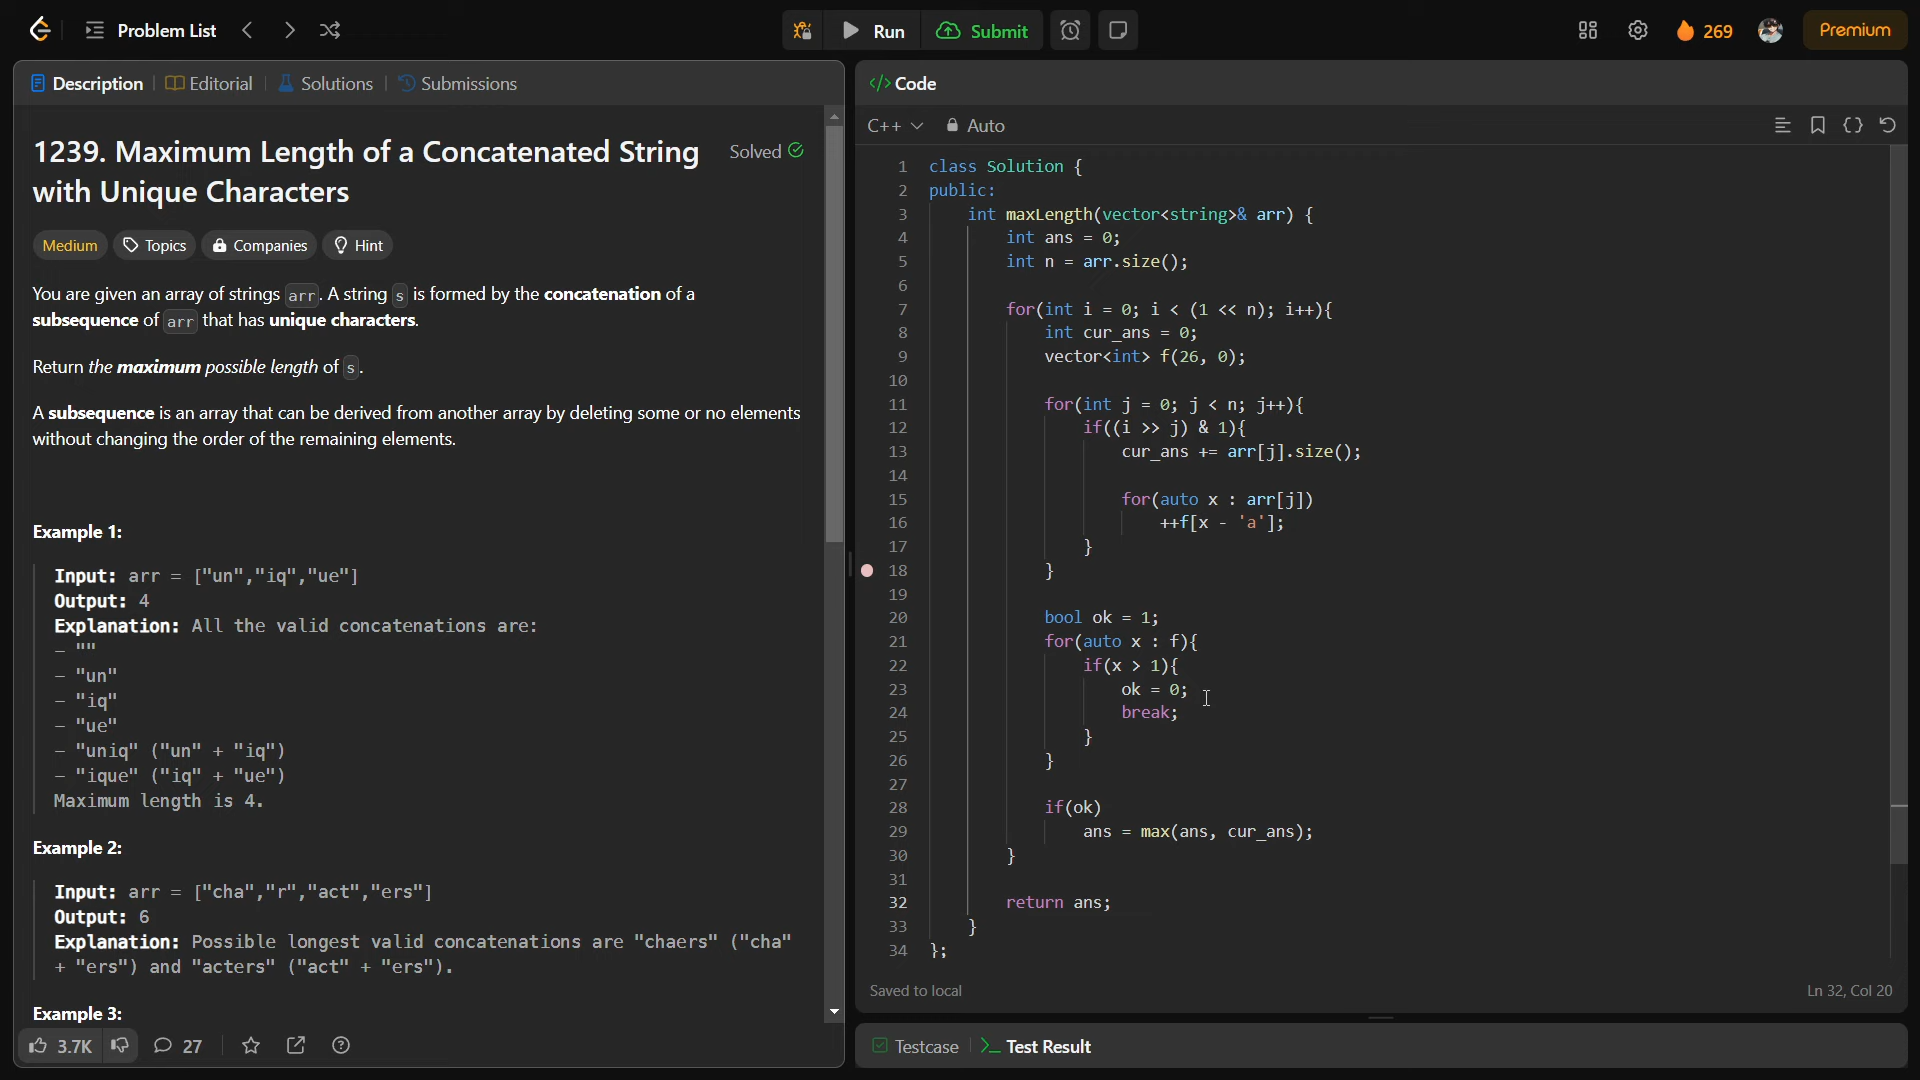 Problem List
Run
Submit
269
Premium
Description
Editorial
Solutions
Submissions
1239. Maximum Length of a Concatenated String
with Unique Characters
Solved
Medium
Topics
Companies
Hint
You are given an array of strings arr. A string s is formed by the concatenation of a
subsequence of arr that has unique characters.
Return the maximum possible length of s.
A subsequence is an array that can be derived from another array by deleting some or no elements
without changing the order of the remaining elements.
Example 1:
Input: arr = ["un","iq","ue"]
Output: 4
Explanation: All the valid concatenations are:
- ""
- "un"
- "iq"
- "ue"
- "uniq" ("un" + "iq")
- "ique" ("iq" + "ue")
Maximum length is 4.
Example 2:
Input: arr = ["cha","r","act","ers"]
Output: 6
Explanation: Possible longest valid concatenations are "chaers" ("cha"
+ "ers") and "acters" ("act" + "ers").
Example 3:
3.7K
27
</> Code
C++
Auto
1 class Solution {
2 public:
3 int maxLength(vector<string>& arr) {
4 int ans = 0;
5 int n = arr.size();
6
7 for(int i = 0; i < (1 << n); i++){
8 int cur_ans = 0;
9 vector<int> f(26, 0);
10
11 for(int j = 0; j < n; j++){
12 if((i >> j) & 1){
13 cur_ans += arr[j].size();
14
15 for(auto x : arr[j])
16 ++f[x - 'a'];
17 }
18 }
19
20 bool ok = 1;
21 for(auto x : f){
22 if(x > 1){
23 ok = 0;
24 break;
25 }
26 }
27
28 if(ok)
29 ans = max(ans, cur_ans);
30 }
31
32 return ans;
33 }
34 };
Saved to local
Ln 32, Col 20
Testcase
Test Result